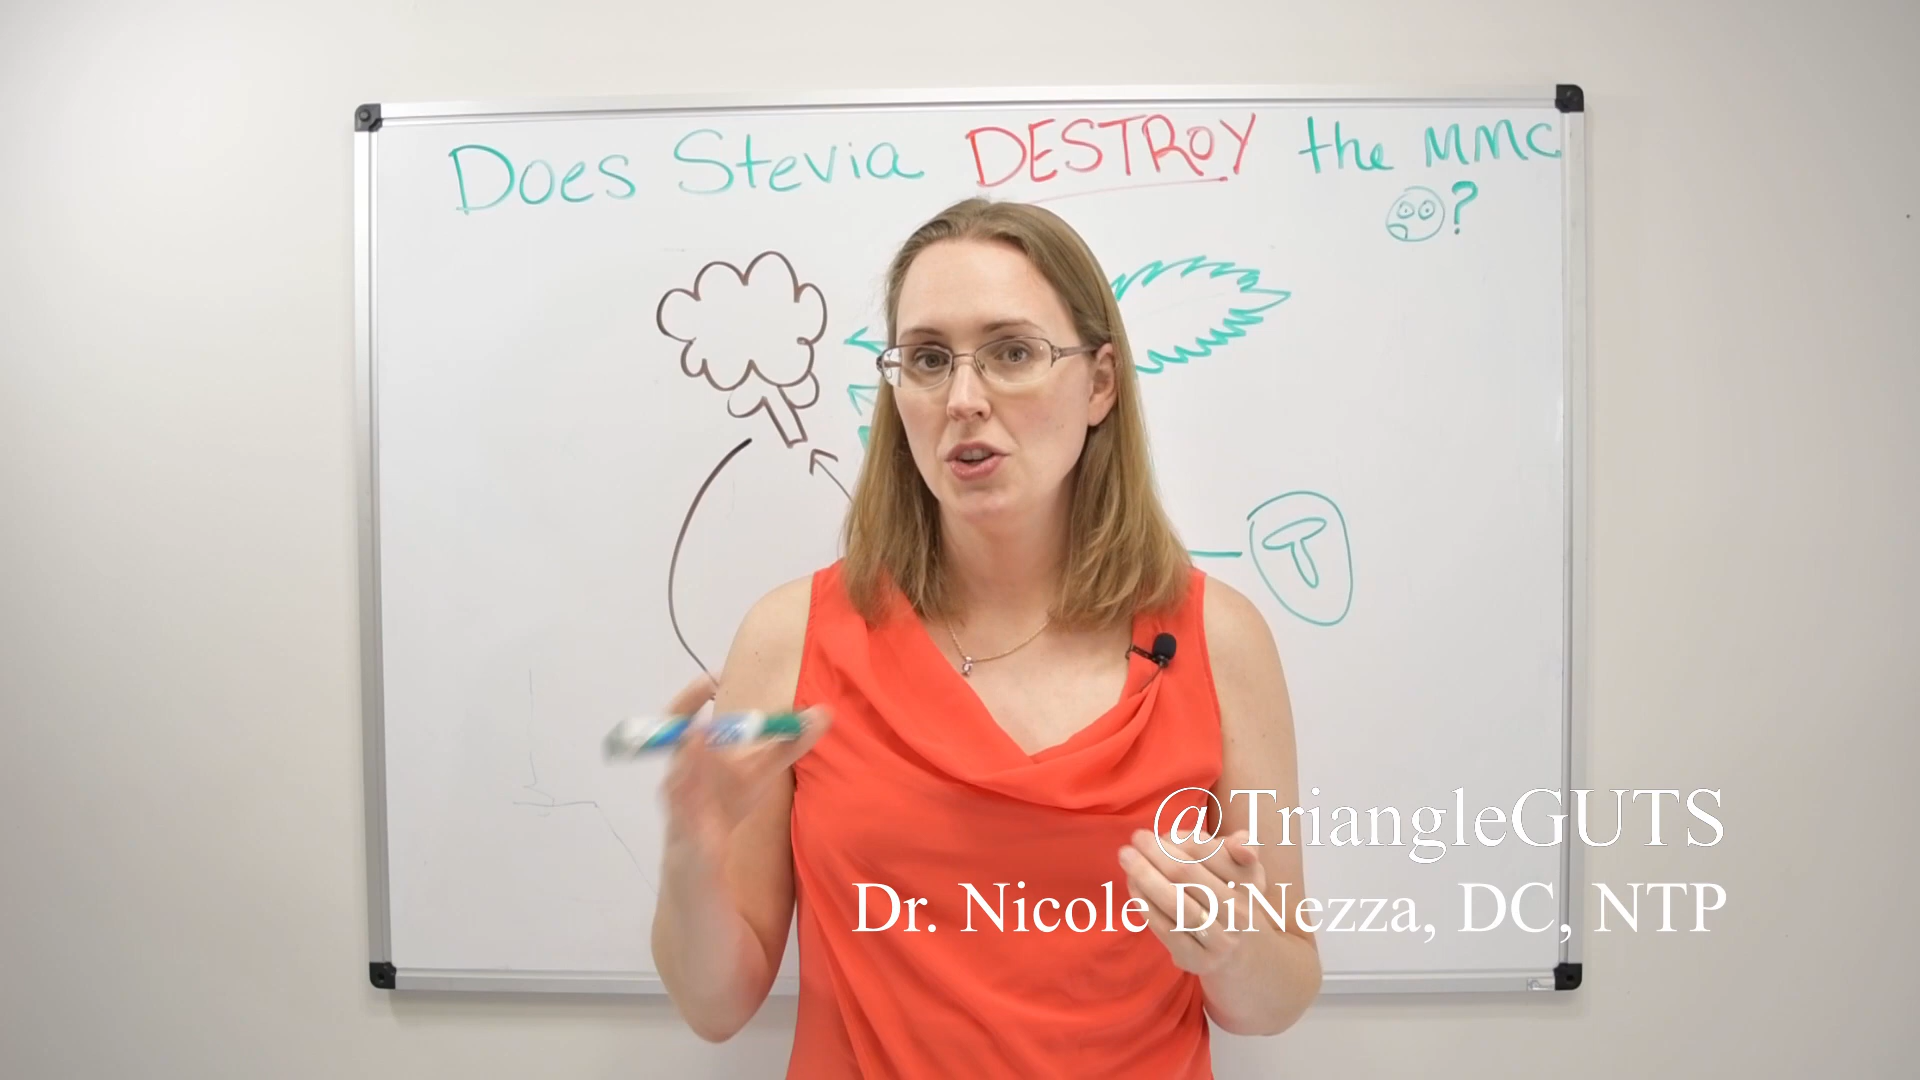 Does Stevia DESTROY the MMC
?
T
@TriangleGUTS
Dr. Nicole DiNezza, DC, NTP